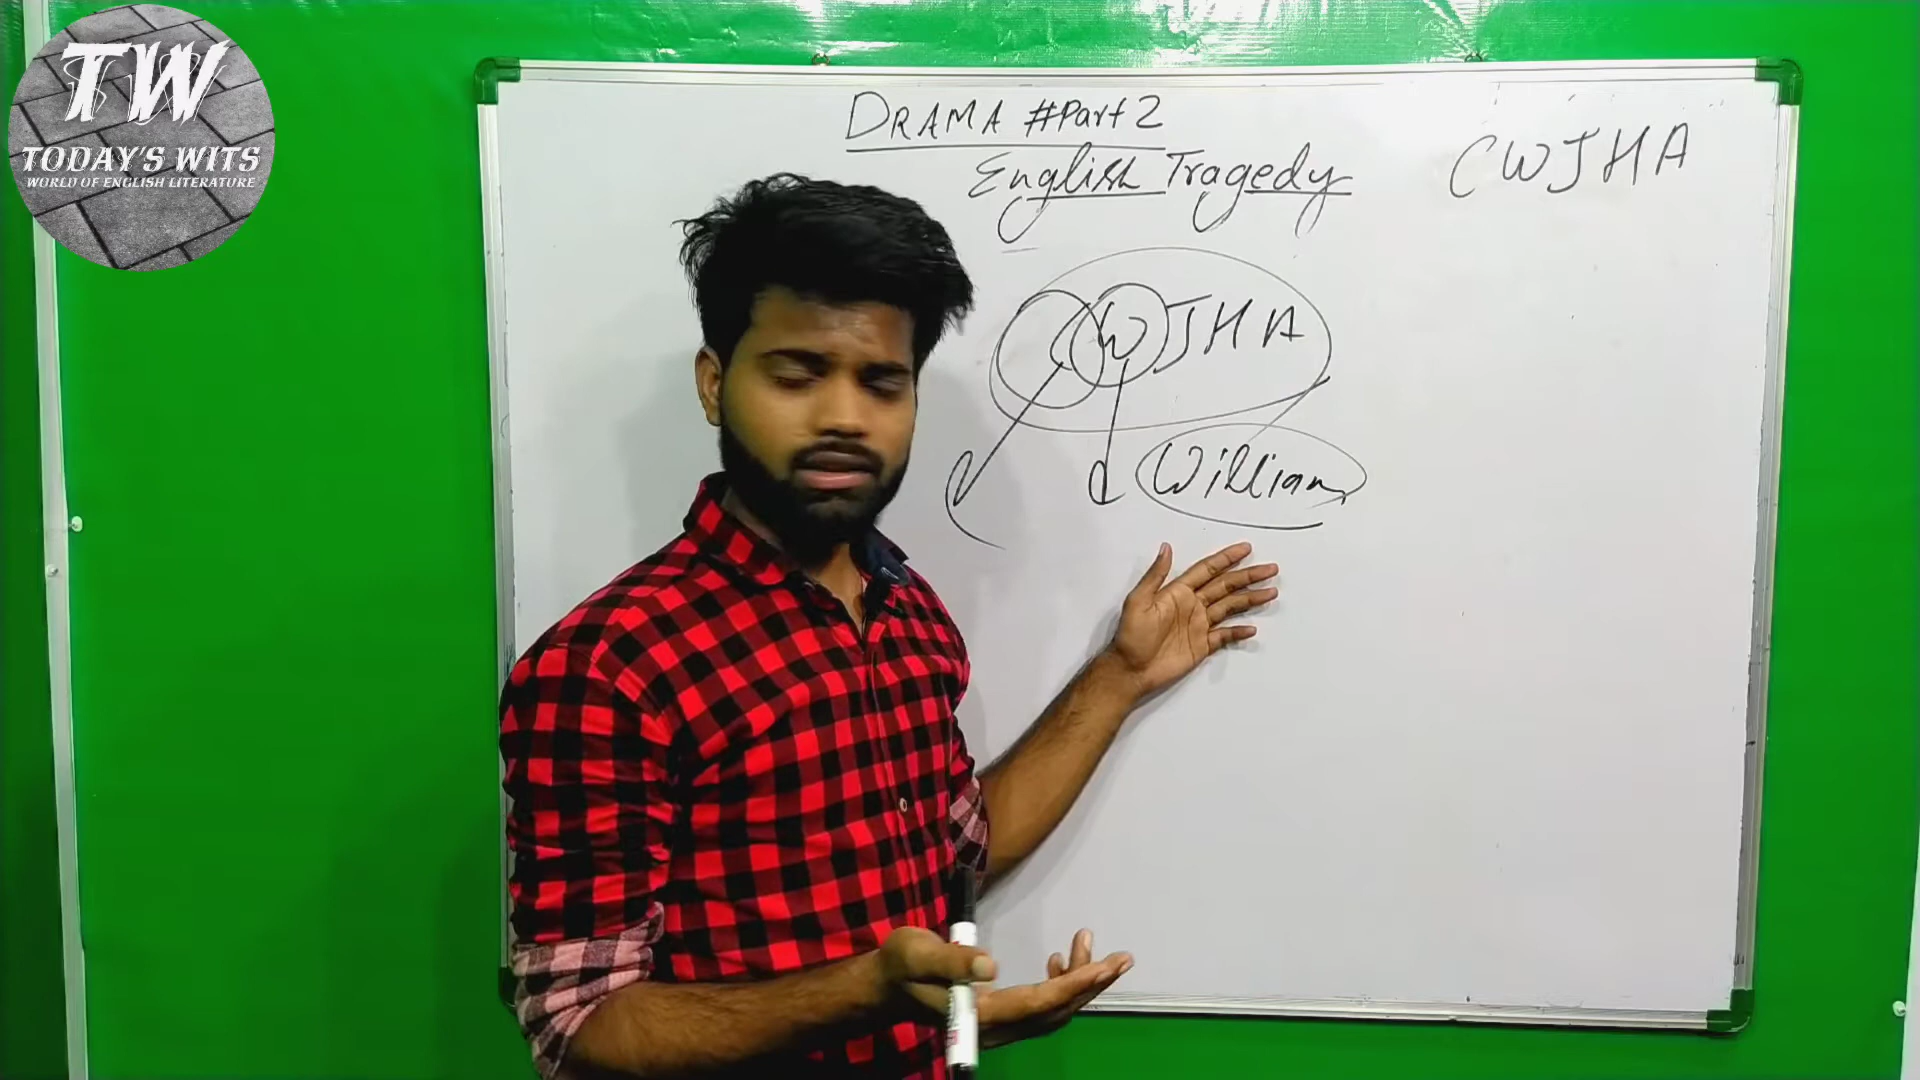 TW
TODAY'S WITS
WORLD OF ENGLISH LITERATURE
DRAMA #Part 2
English Tragedy
CWJHA
CWJHA
William